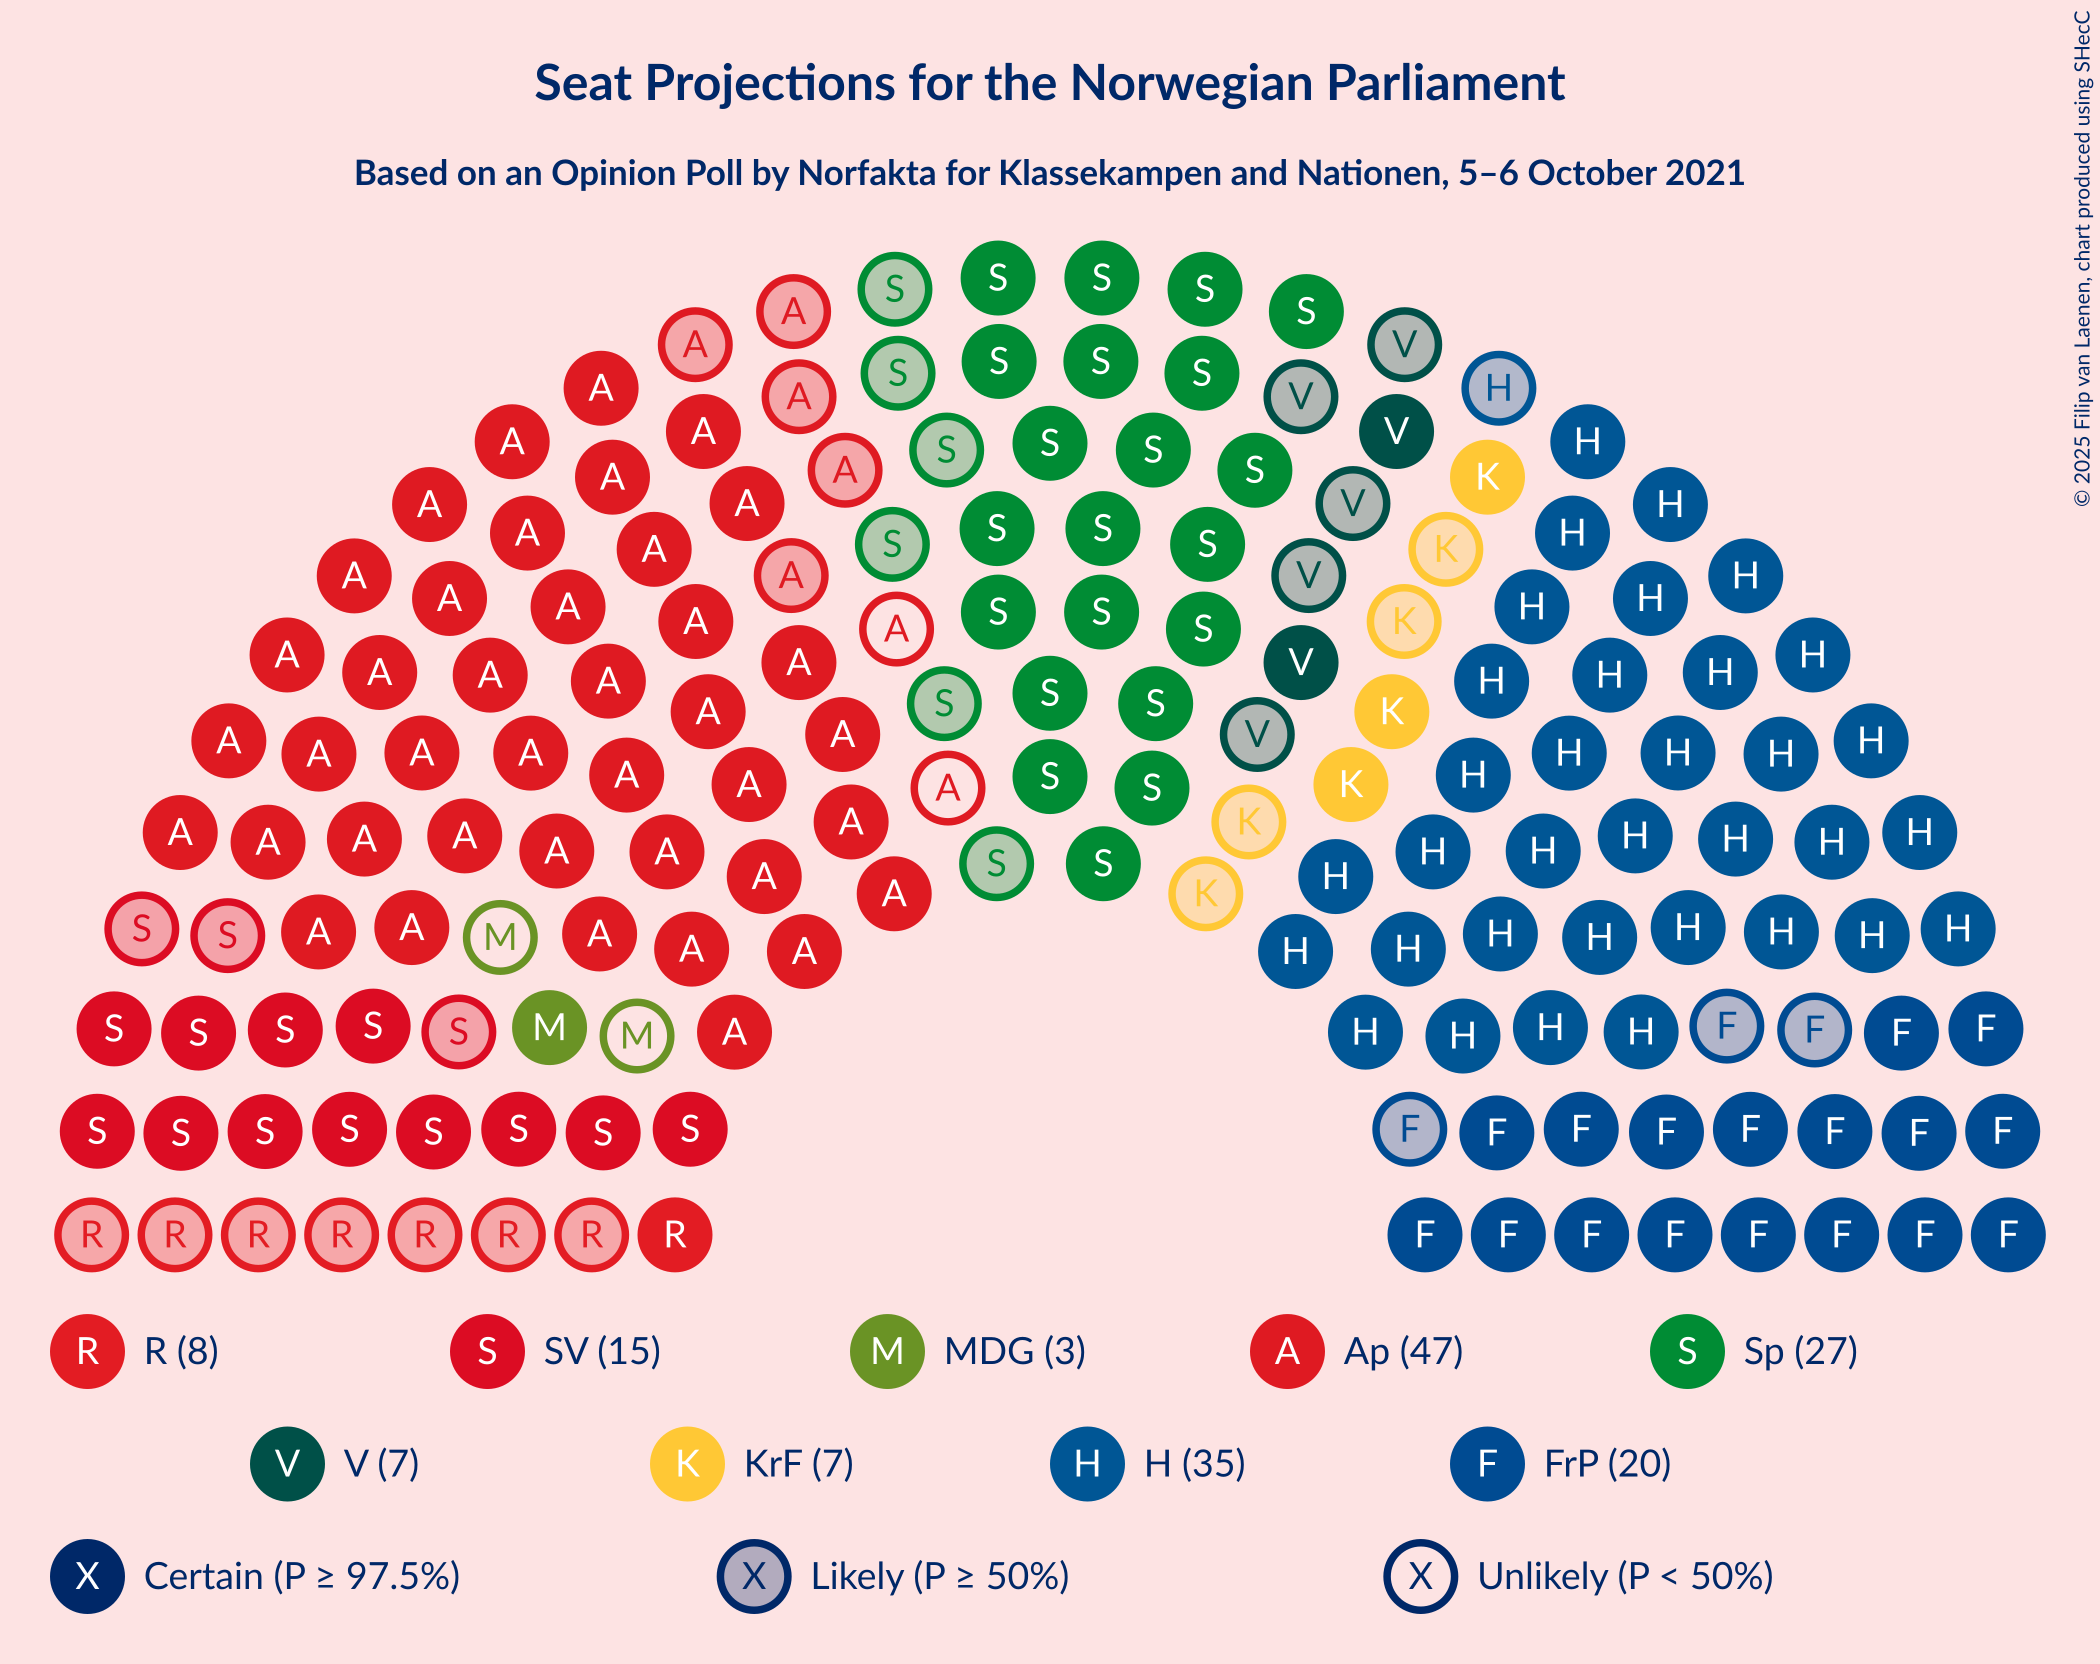 Seat Projections for the Norwegian Parliament
Based on an Opinion Poll by Norfakta for Klassekampen and Nationen, 5–6 October 2021
© 2025 Filip van Laenen, chart produced using SHecC
S S S S
A S
A V
S S S S
A A V H
A A S S S V H
A A S K
A A V H
A A S S S S K H
A A V H
A A A A S S S K H H
A A A A V H H H
A A S S S K H
A A A A A V H H H H
A A A S S K H
A A A A A A A K H H H H H H
A A S S K H
S S A A M A A A H H H H H H H H
S S S S S M M A H H H H F F F F
S S S S S S S S F F F F F F F F
R R R R R R R R F F F F F F F F
R R (8) S SV (15) M MDG (3) A Ap (47) S Sp (27)
V V (7) K KrF (7) H H (35) F FrP (20)
X Certain (P ≥ 97.5%) X Likely (P ≥ 50%) X Unlikely (P < 50%)